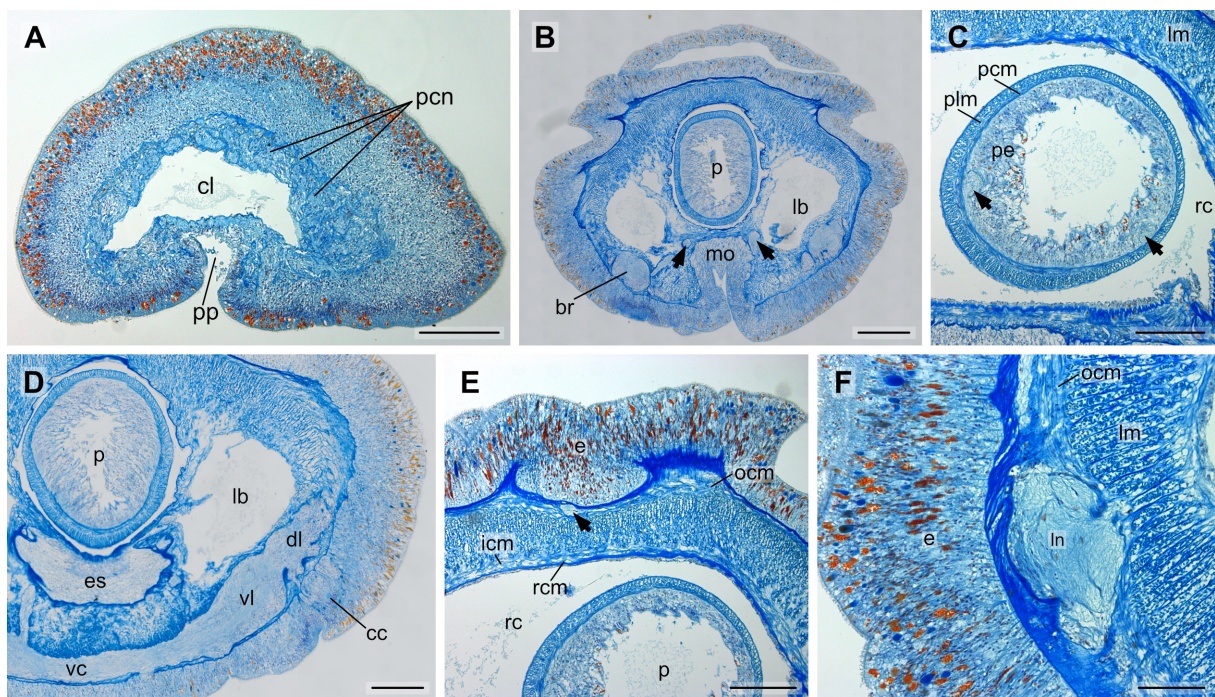 A
pcn
cl
pp
B
p
lb
mo
br
C
lm
pcm
plm
pe
rc
D
p
lb
dl
es
vl
cc
vc
E
e
ocm
icm
rcm
rc
p
F
ocm
lm
ln
e